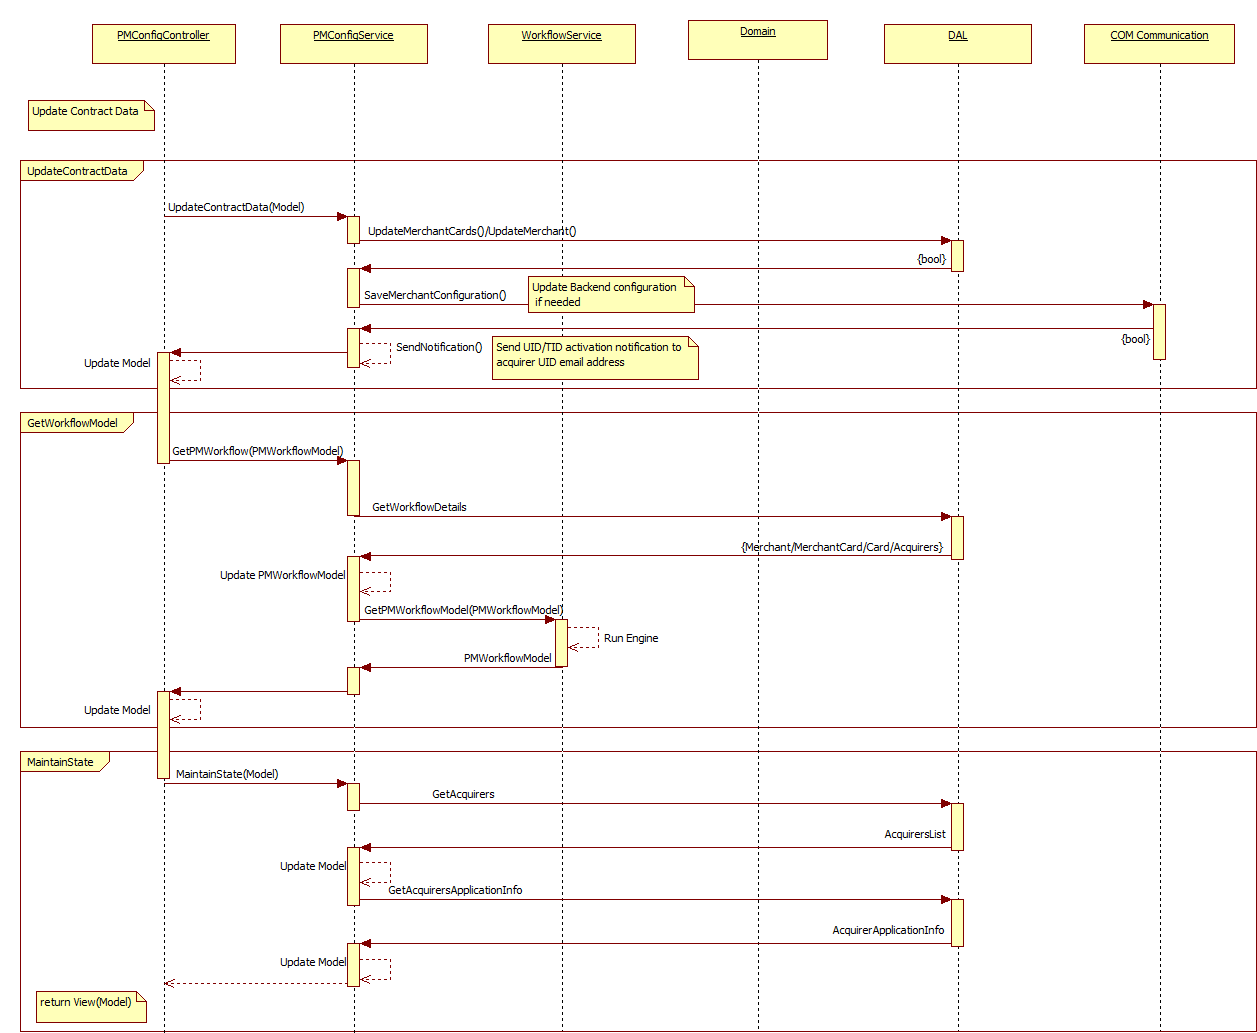 PMConfigController
PMConfigService
WorkflowService
Domain
DAL
COM Communication
Update Contract Data
UpdateContractData
UpdateContractData(Model)
UpdateMerchantCards()/UpdateMerchant()
{bool}
SaveMerchantConfiguration()
Update Backend configuration
if needed
{bool}
SendNotification()
Send UID/TID activation notification to
acquirer UID email address
Update Model
GetWorkflowModel
GetPMWorkflow(PMWorkflowModel)
GetWorkflowDetails
{Merchant/MerchantCard/Card/Acquirers}
Update PMWorkflowModel
GetPMWorkflowModel(PMWorkflowModel)
Run Engine
PMWorkflowModel
Update Model
MaintainState
MaintainState(Model)
GetAcquirers
AcquirersList
Update Model
GetAcquirersApplicationInfo
AcquirerApplicationInfo
Update Model
return View(Model)